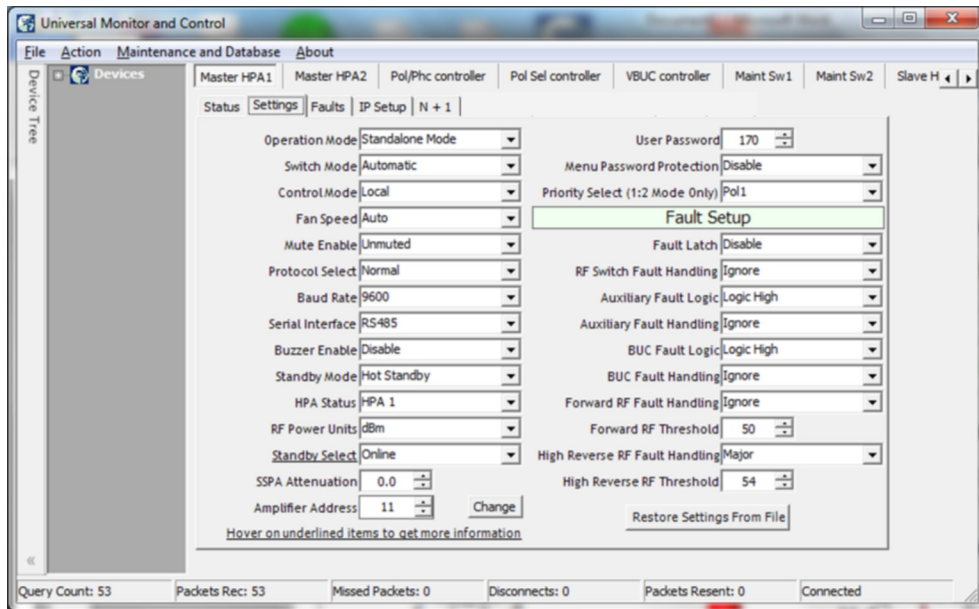 Universal Monitor and Control
File Action Maintenance and Database About
Device Tree
Devices
Master HPA1 Master HPA2 Pol/Phc controller Pol Sel controller VBUC controller Maint Sw1 Maint Sw2 Slave H
Status Settings Faults IP Setup N + 1
Operation Mode Standalone Mode
Switch Mode Automatic
Control Mode Local
Fan Speed Auto
Mute Enable Unmuted
Protocol Select Normal
Baud Rate 9600
Serial Interface RS485
Buzzer Enable Disable
Standby Mode Hot Standby
HPA Status HPA 1
RF Power Units dBm
Standby Select Online
SSPA Attenuation 0.0
Amplifier Address 11 Change
Hover on underlined items to get more information
User Password 170
Menu Password Protection Disable
Priority Select (1:2 Mode Only) Pol1
Fault Setup
Fault Latch Disable
RF Switch Fault Handling Ignore
Auxiliary Fault Logic Logic High
Auxiliary Fault Handling Ignore
BUC Fault Logic Logic High
BUC Fault Handling Ignore
Forward RF Fault Handling Ignore
Forward RF Threshold 50
High Reverse RF Fault Handling Major
High Reverse RF Threshold 54
Restore Settings From File
Query Count: 53 Packets Rec: 53 Missed Packets: 0 Disconnects: 0 Packets Resent: 0 Connected